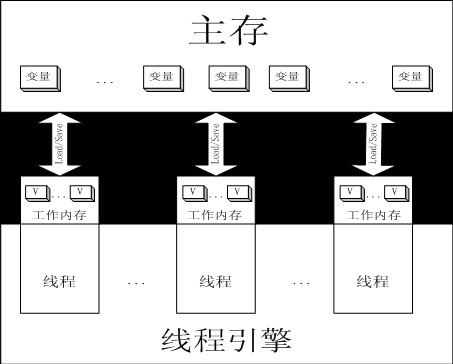 主存
变量 ... 变量 变量 变量 ... 变量
Load/Save Load/Save Load/Save
V ... V V ... V V ... V
工作内存 工作内存 工作内存
线程 ... 线程 ... 线程
线程引擎